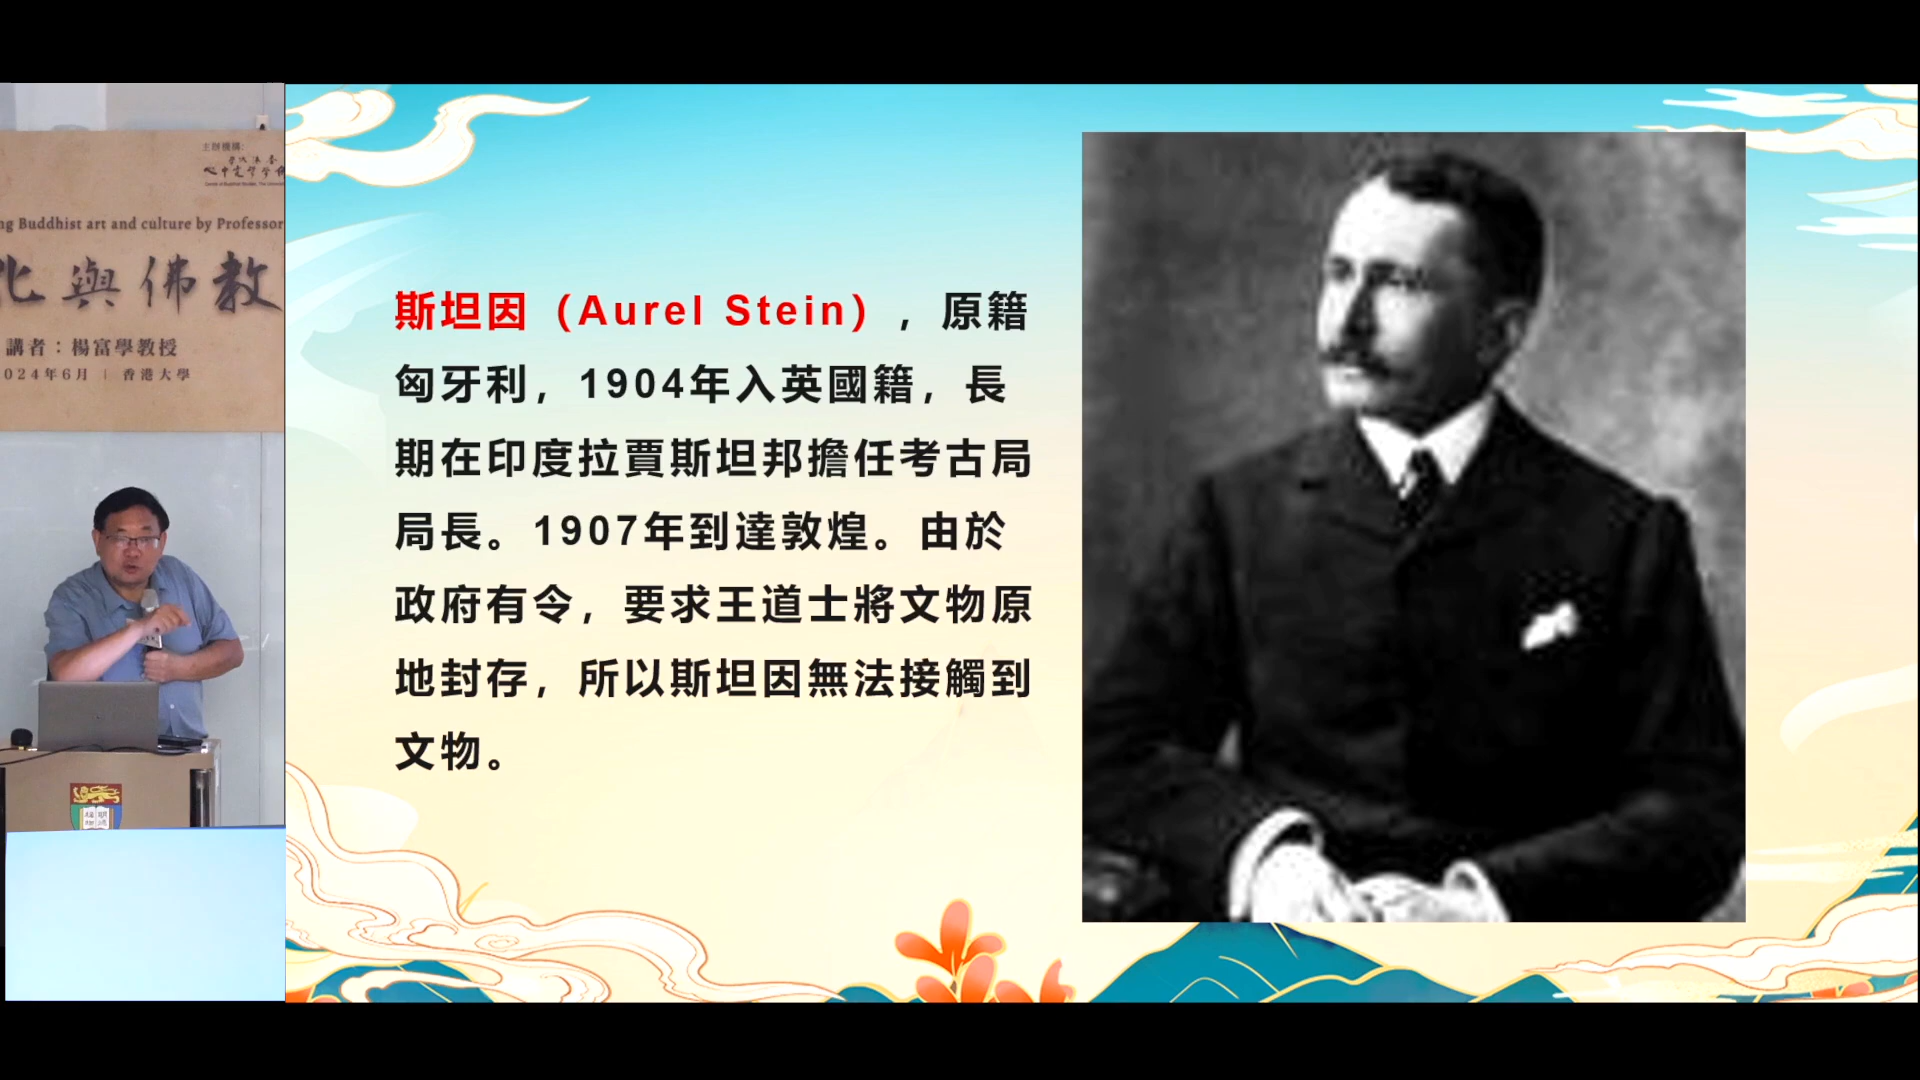 主辦機構:
ng Buddhist art and culture by Professor
化與佛教
講者：楊富學教授
024年6月 | 香港大學
斯坦因（Aurel Stein），原籍
匈牙利，1904年入英國籍，長
期在印度拉賈斯坦邦擔任考古局
局長。1907年到達敦煌。由於
政府有令，要求王道士將文物原
地封存，所以斯坦因無法接觸到
文物。